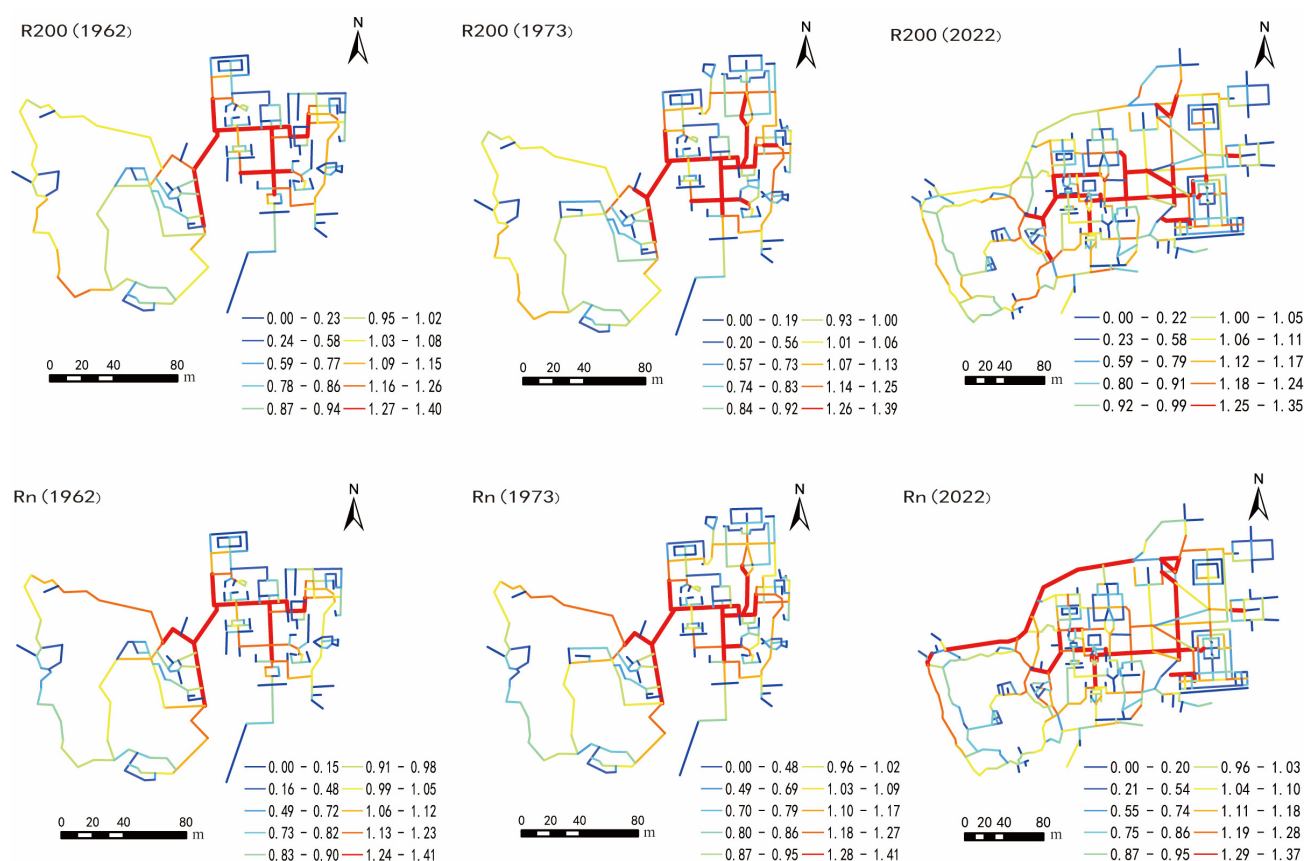 R200 (1962)
N
0.00 - 0.23
0.24 - 0.58
0.59 - 0.77
0.78 - 0.86
0.87 - 0.94
0.95 - 1.02
1.03 - 1.08
1.09 - 1.15
1.16 - 1.26
1.27 - 1.40
0 20 40 80
m
R200 (1973)
N
0.00 - 0.19
0.20 - 0.56
0.57 - 0.73
0.74 - 0.83
0.84 - 0.92
0.93 - 1.00
1.01 - 1.06
1.07 - 1.13
1.14 - 1.25
1.26 - 1.39
0 20 40 80
m
R200 (2022)
N
0.00 - 0.22
0.23 - 0.58
0.59 - 0.79
0.80 - 0.91
0.92 - 0.99
1.00 - 1.05
1.06 - 1.11
1.12 - 1.17
1.18 - 1.24
1.25 - 1.35
0 20 40 80
m
Rn (1962)
N
0.00 - 0.15
0.16 - 0.48
0.49 - 0.72
0.73 - 0.82
0.83 - 0.90
0.91 - 0.98
0.99 - 1.05
1.06 - 1.12
1.13 - 1.23
1.24 - 1.41
0 20 40 80
m
Rn (1973)
N
0.00 - 0.48
0.49 - 0.69
0.70 - 0.79
0.80 - 0.86
0.87 - 0.95
0.96 - 1.02
1.03 - 1.09
1.10 - 1.17
1.18 - 1.27
1.28 - 1.41
0 20 40 80
m
Rn (2022)
N
0.00 - 0.20
0.21 - 0.54
0.55 - 0.74
0.75 - 0.86
0.87 - 0.95
0.96 - 1.03
1.04 - 1.10
1.11 - 1.18
1.19 - 1.28
1.29 - 1.37
0 20 40 80
m